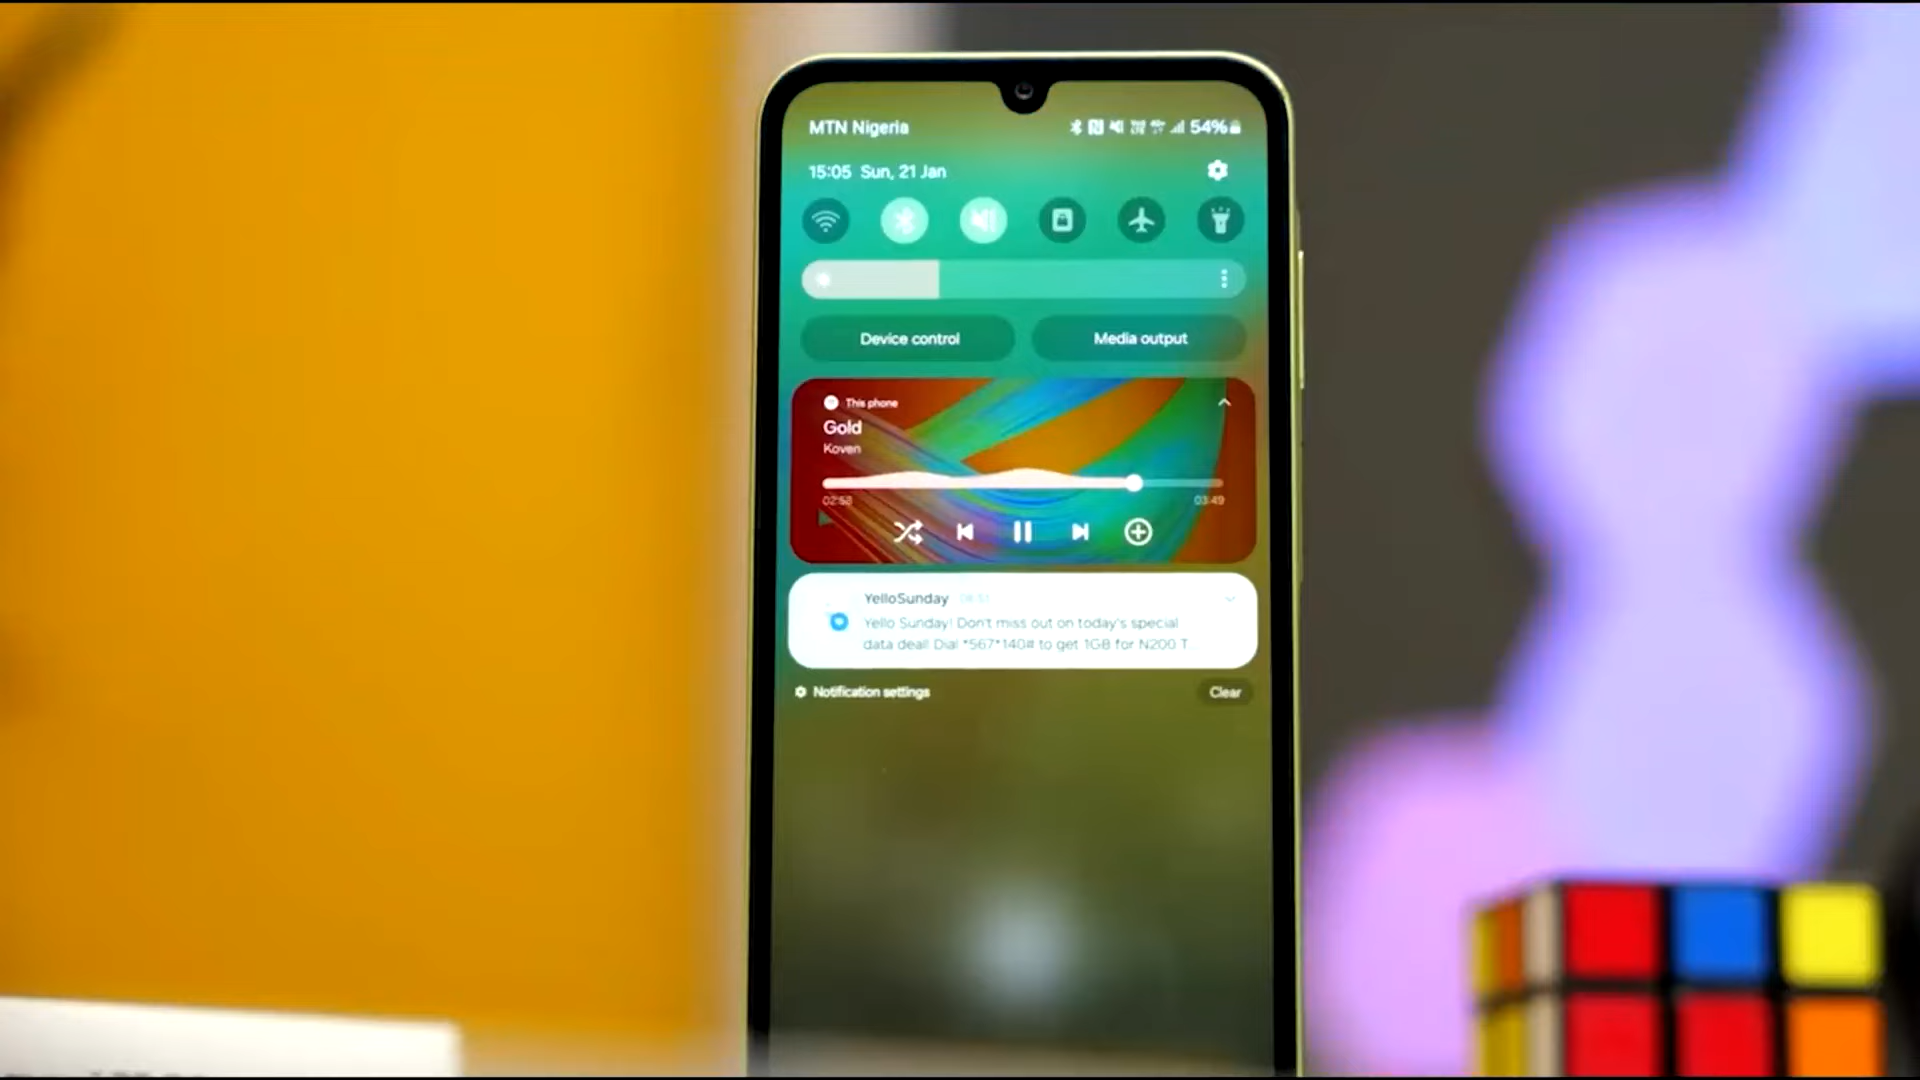 MTN Nigeria
54%
15:05 Sun, 21 Jan
Device control
Media output
This phone
Gold
Koven
02:58
03:49
YelloSunday
Yello Sunday! Don't miss out on today's special
data deal! Dial *567*140# to get 1GB for N200 T...
Notification settings
Clear